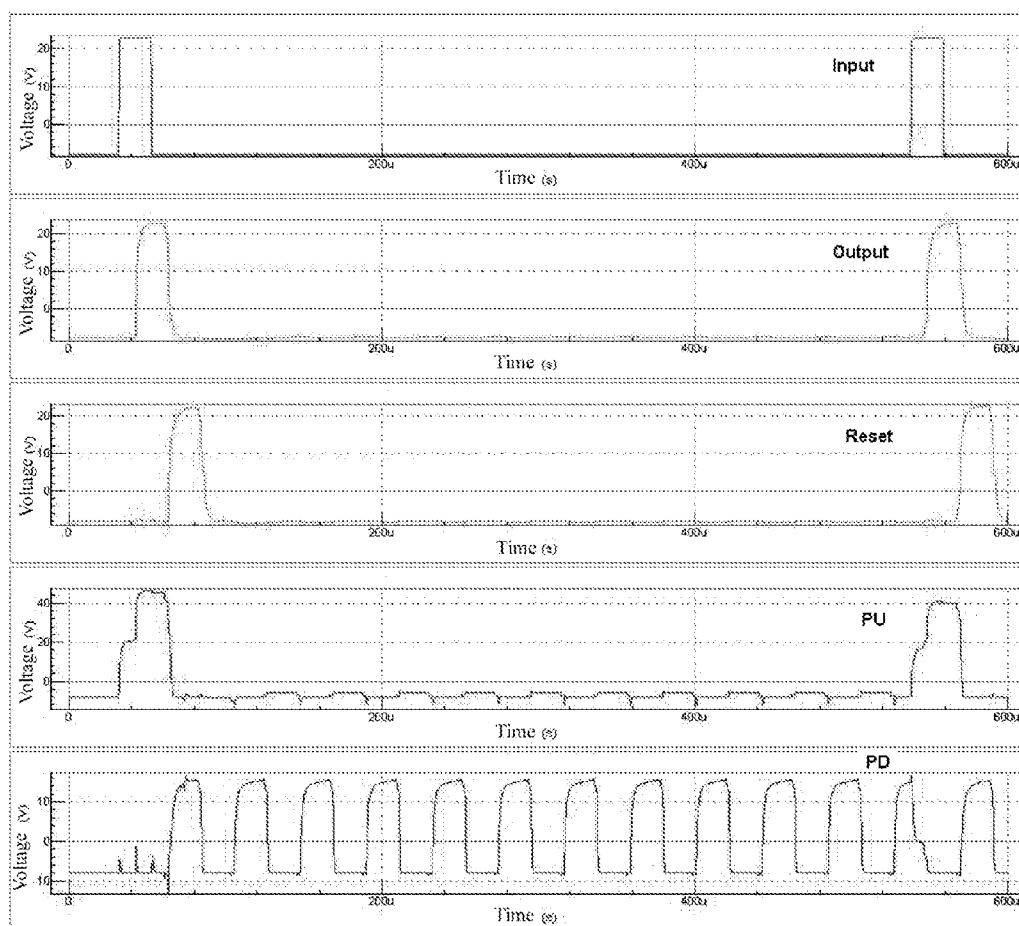 20
Input
10
Voltage (v)
0
0
200u
400u
600u
Time (s)
20
Output
10
Voltage (v)
0
0
200u
400u
600u
Time (s)
20
Reset
10
Voltage (v)
0
0
200u
400u
600u
Time (s)
40
PU
20
Voltage (v)
0
0
200u
400u
600u
Time (s)
PD
10
Voltage (v)
0
-10
0
200u
400u
600u
Time (s)